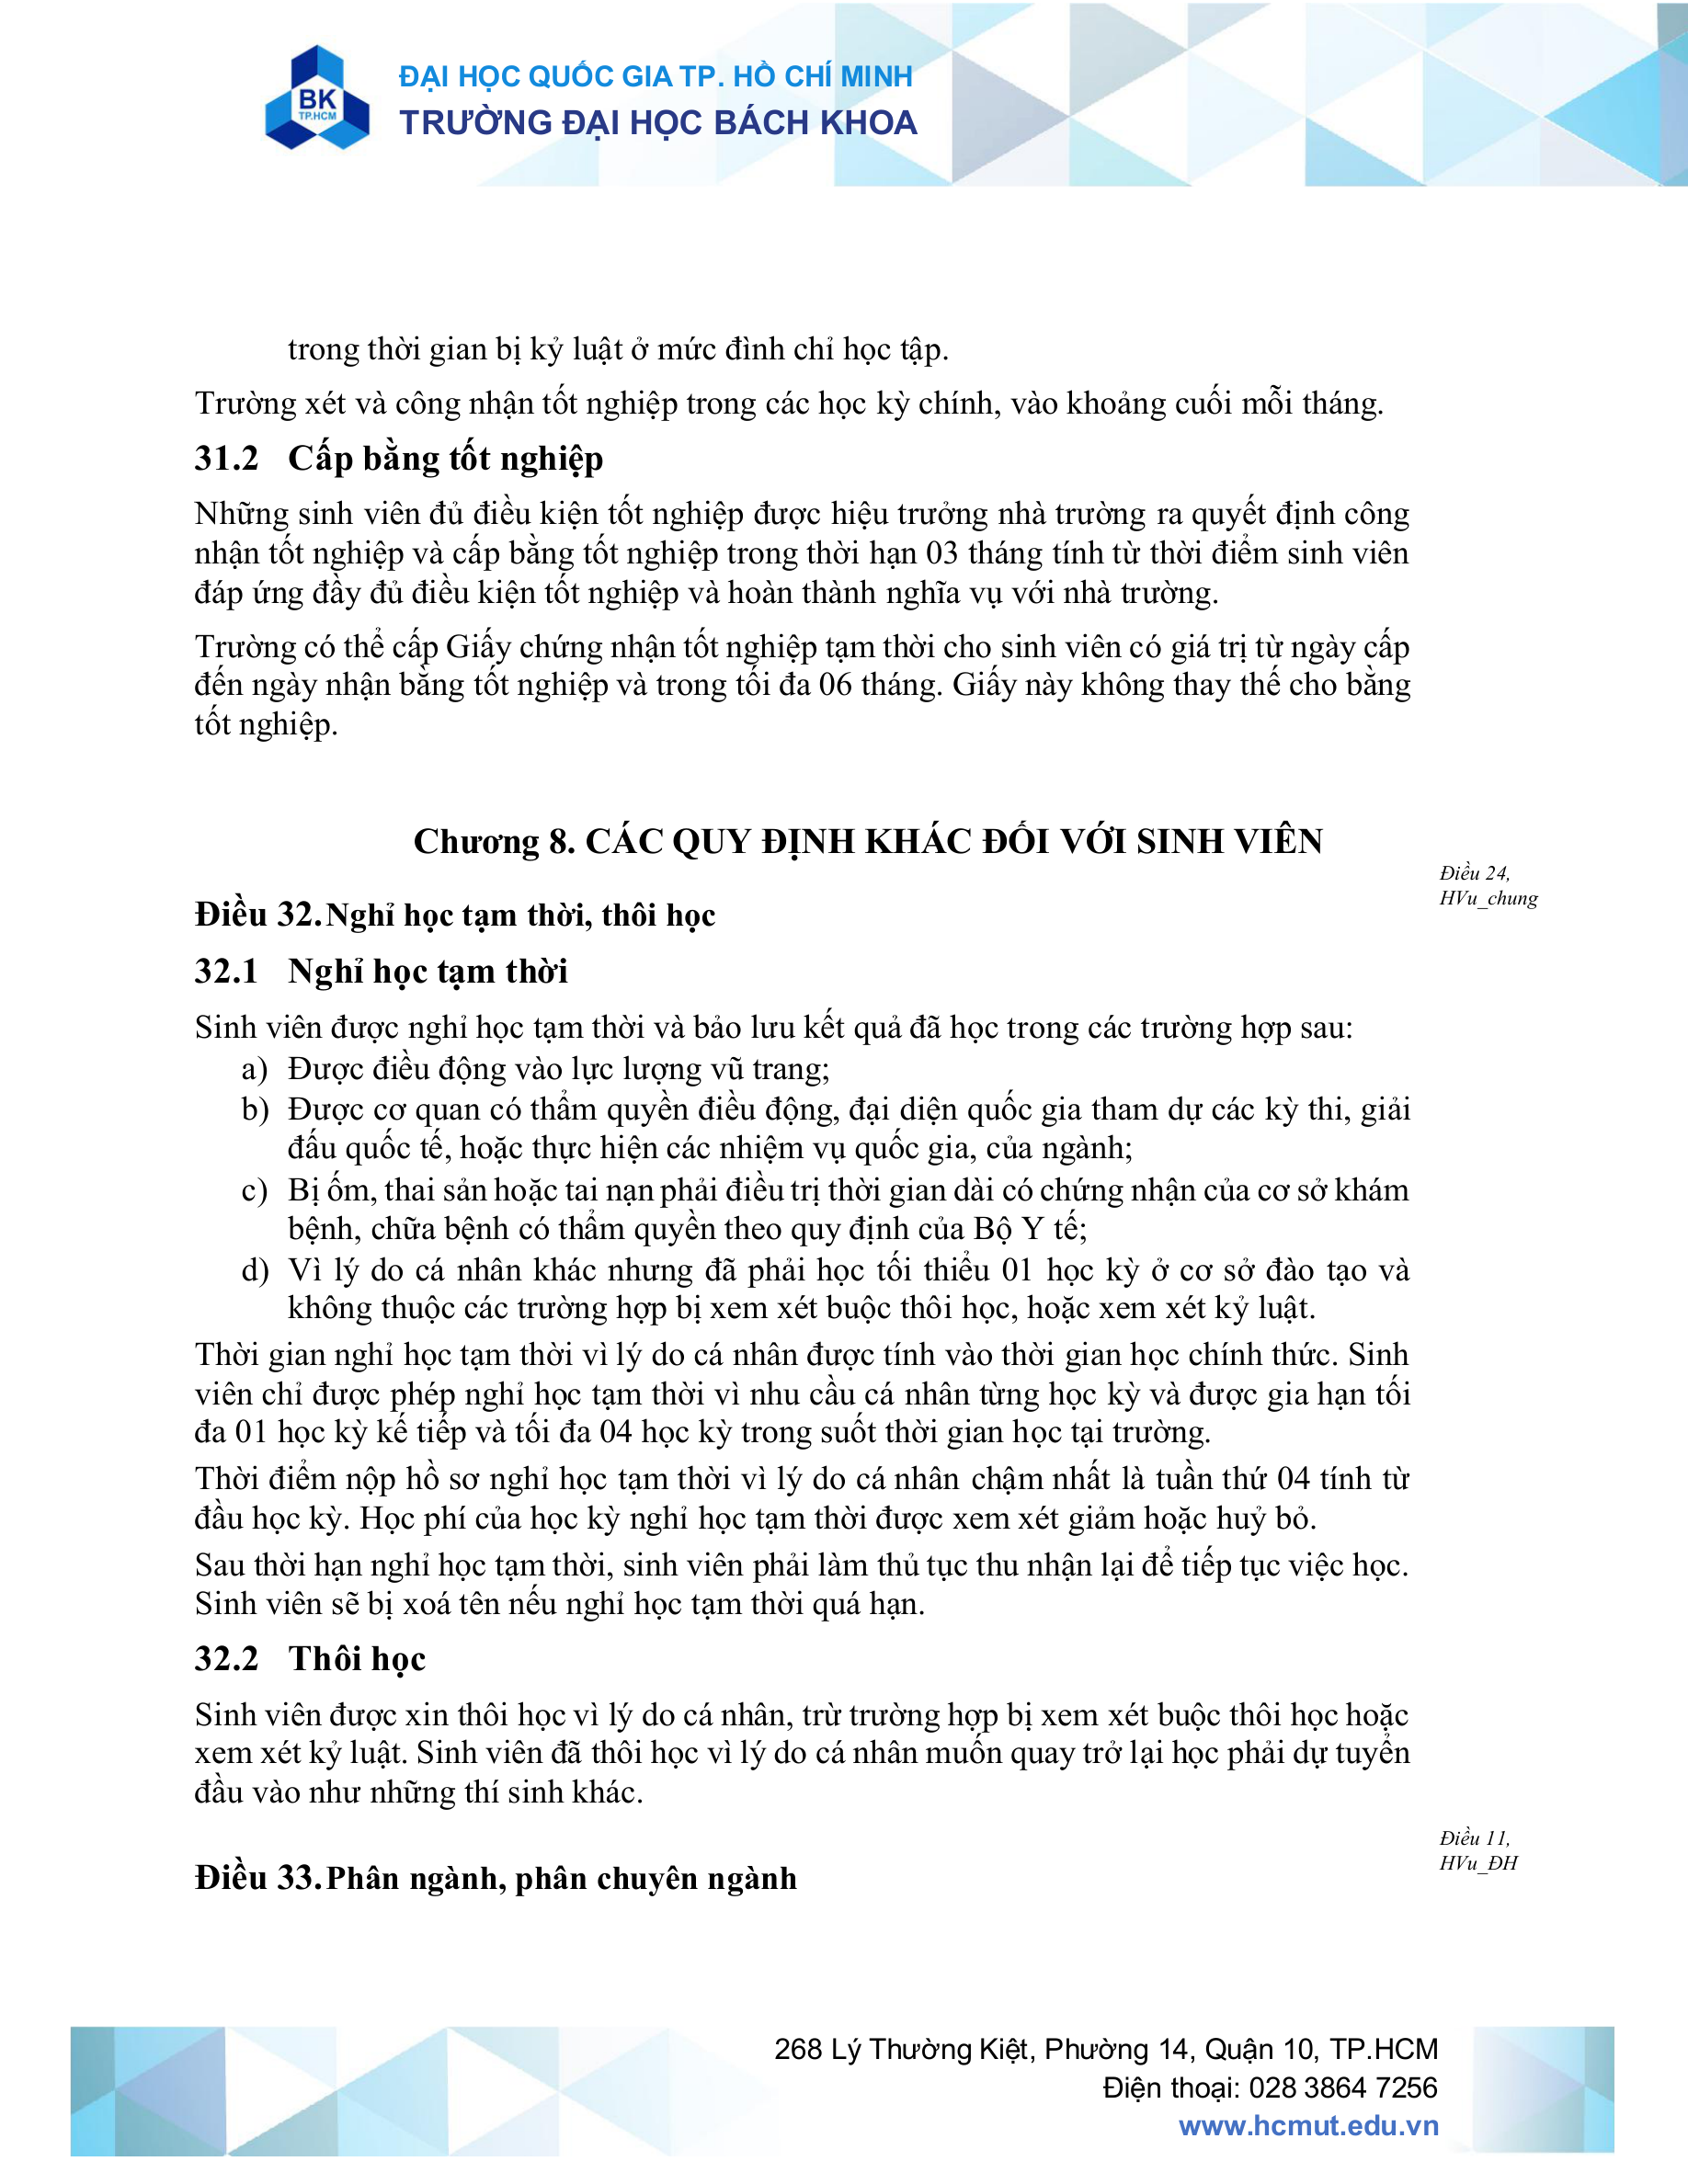 BK
TP.HCM
ĐẠI HỌC QUỐC GIA TP. HỒ CHÍ MINH
TRƯỜNG ĐẠI HỌC BÁCH KHOA
trong thời gian bị kỷ luật ở mức đình chỉ học tập.
Trường xét và công nhận tốt nghiệp trong các học kỳ chính, vào khoảng cuối mỗi tháng.
31.2 Cấp bằng tốt nghiệp
Những sinh viên đủ điều kiện tốt nghiệp được hiệu trưởng nhà trường ra quyết định công
nhận tốt nghiệp và cấp bằng tốt nghiệp trong thời hạn 03 tháng tính từ thời điểm sinh viên
đáp ứng đầy đủ điều kiện tốt nghiệp và hoàn thành nghĩa vụ với nhà trường.
Trường có thể cấp Giấy chứng nhận tốt nghiệp tạm thời cho sinh viên có giá trị từ ngày cấp
đến ngày nhận bằng tốt nghiệp và trong tối đa 06 tháng. Giấy này không thay thế cho bằng
tốt nghiệp.
Chương 8. CÁC QUY ĐỊNH KHÁC ĐỐI VỚI SINH VIÊN
Điều 24,
HVu_chung
Điều 32. Nghỉ học tạm thời, thôi học
32.1 Nghỉ học tạm thời
Sinh viên được nghỉ học tạm thời và bảo lưu kết quả đã học trong các trường hợp sau:
a) Được điều động vào lực lượng vũ trang;
b) Được cơ quan có thẩm quyền điều động, đại diện quốc gia tham dự các kỳ thi, giải
đấu quốc tế, hoặc thực hiện các nhiệm vụ quốc gia, của ngành;
c) Bị ốm, thai sản hoặc tai nạn phải điều trị thời gian dài có chứng nhận của cơ sở khám
bệnh, chữa bệnh có thẩm quyền theo quy định của Bộ Y tế;
d) Vì lý do cá nhân khác nhưng đã phải học tối thiểu 01 học kỳ ở cơ sở đào tạo và
không thuộc các trường hợp bị xem xét buộc thôi học, hoặc xem xét kỷ luật.
Thời gian nghỉ học tạm thời vì lý do cá nhân được tính vào thời gian học chính thức. Sinh
viên chỉ được phép nghỉ học tạm thời vì nhu cầu cá nhân từng học kỳ và được gia hạn tối
đa 01 học kỳ kế tiếp và tối đa 04 học kỳ trong suốt thời gian học tại trường.
Thời điểm nộp hồ sơ nghỉ học tạm thời vì lý do cá nhân chậm nhất là tuần thứ 04 tính từ
đầu học kỳ. Học phí của học kỳ nghỉ học tạm thời được xem xét giảm hoặc huỷ bỏ.
Sau thời hạn nghỉ học tạm thời, sinh viên phải làm thủ tục thu nhận lại để tiếp tục việc học.
Sinh viên sẽ bị xoá tên nếu nghỉ học tạm thời quá hạn.
32.2 Thôi học
Sinh viên được xin thôi học vì lý do cá nhân, trừ trường hợp bị xem xét buộc thôi học hoặc
xem xét kỷ luật. Sinh viên đã thôi học vì lý do cá nhân muốn quay trở lại học phải dự tuyển
đầu vào như những thí sinh khác.
Điều 11,
HVu_ĐH
Điều 33. Phân ngành, phân chuyên ngành
268 Lý Thường Kiệt, Phường 14, Quận 10, TP.HCM
Điện thoại: 028 3864 7256
www.hcmut.edu.vn